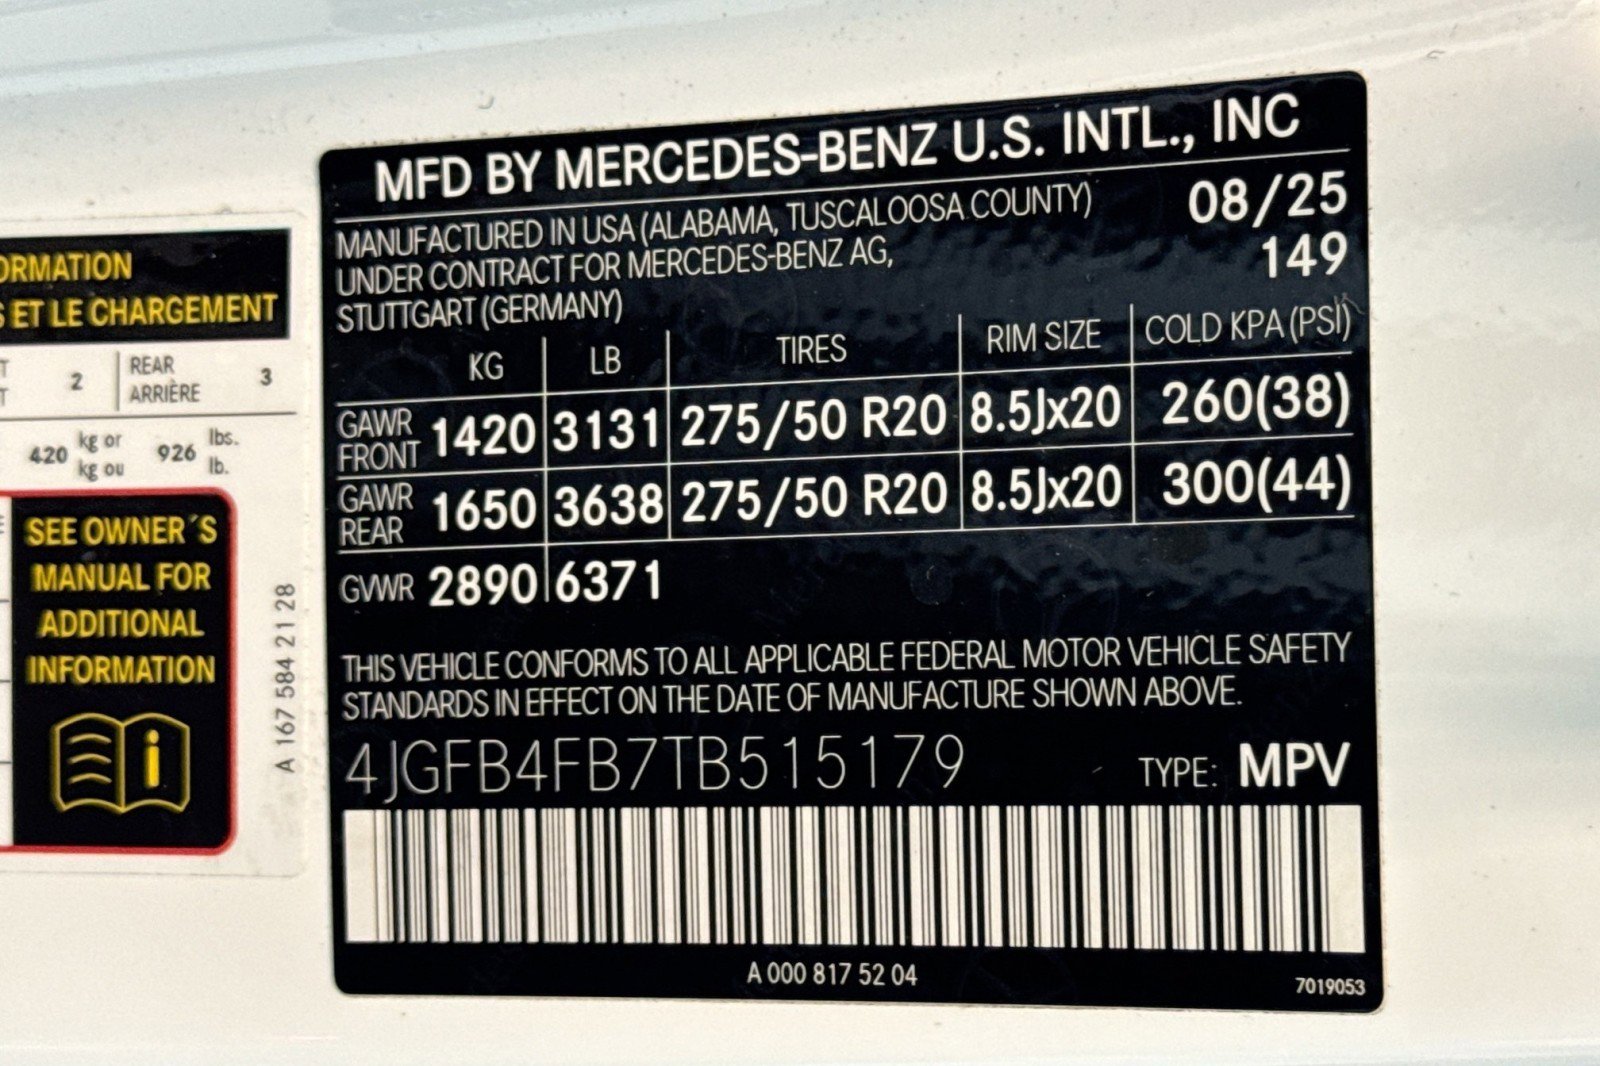 ORMATION
S ET LE CHARGEMENT
2
REAR
ARRIÈRE
3
420 kg or
kg ou
926 lbs.
lb.
SEE OWNER´S
MANUAL FOR
ADDITIONAL
INFORMATION
i
A 167 584 21 28
MFD BY MERCEDES-BENZ U.S. INTL., INC
MANUFACTURED IN USA (ALABAMA, TUSCALOOSA COUNTY) 08/25
UNDER CONTRACT FOR MERCEDES-BENZ AG, 149
STUTTGART (GERMANY)
KG LB TIRES RIM SIZE COLD KPA (PSI)
GAWR
FRONT 1420 3131 275/50 R20 8.5Jx20 260(38)
GAWR
REAR 1650 3638 275/50 R20 8.5Jx20 300(44)
GVWR 2890 6371
THIS VEHICLE CONFORMS TO ALL APPLICABLE FEDERAL MOTOR VEHICLE SAFETY
STANDARDS IN EFFECT ON THE DATE OF MANUFACTURE SHOWN ABOVE.
4JGFB4FB7TB515179 TYPE: MPV
A 000 817 52 04
7019053